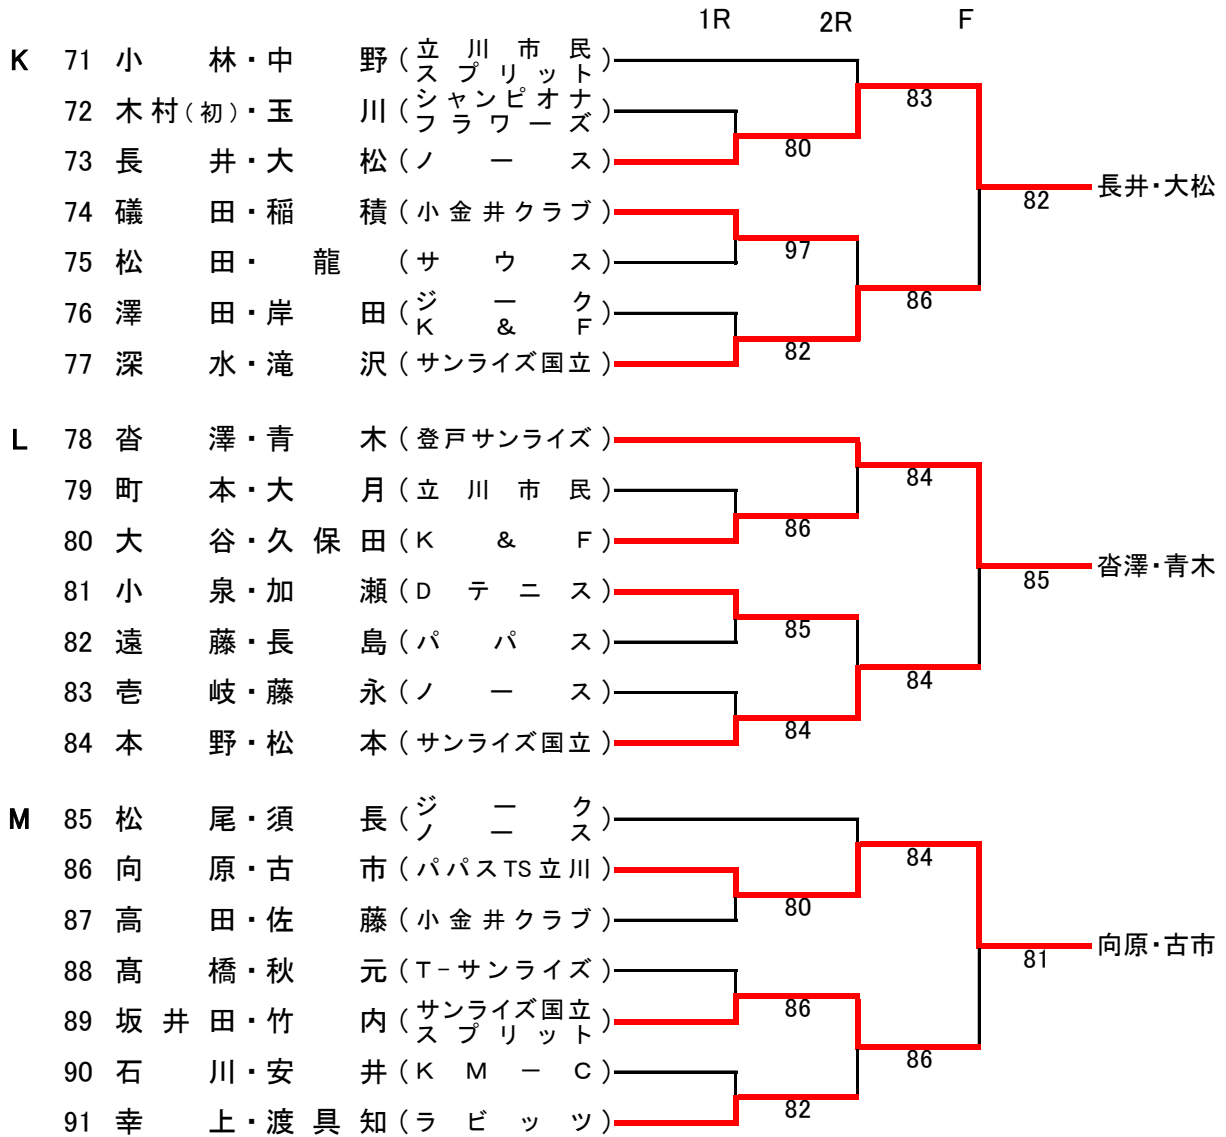 1R 2R F
K 71 小林・中野(立川市民 スプリット)
72 木村(初)・玉川(シャンピオナ フラワーズ)
83
80
73 長井・大松(ノース)
長井・大松
82
74 礒田・稲積(小金井クラブ)
97
75 松田・龍(サウス)
86
76 澤田・岸田(ジーク K&F)
82
77 深水・滝沢(サンライズ国立)
L 78 沓澤・青木(登戸サンライズ)
84
79 町本・大月(立川市民)
86
80 大谷・久保田(K&F)
沓澤・青木
85
81 小泉・加瀬(Dテニス)
85
82 遠藤・長島(パパス)
84
83 壱岐・藤永(ノース)
84
84 本野・松本(サンライズ国立)
M 85 松尾・須長(ジーク ノース)
84
86 向原・古市(パパスTS立川)
80
87 高田・佐藤(小金井クラブ)
向原・古市
81
88 髙橋・秋元(T-サンライズ)
86
89 坂井田・竹内(サンライズ国立 スプリット)
86
90 石川・安井(KM-C)
82
91 幸上・渡具知(ラビッツ)